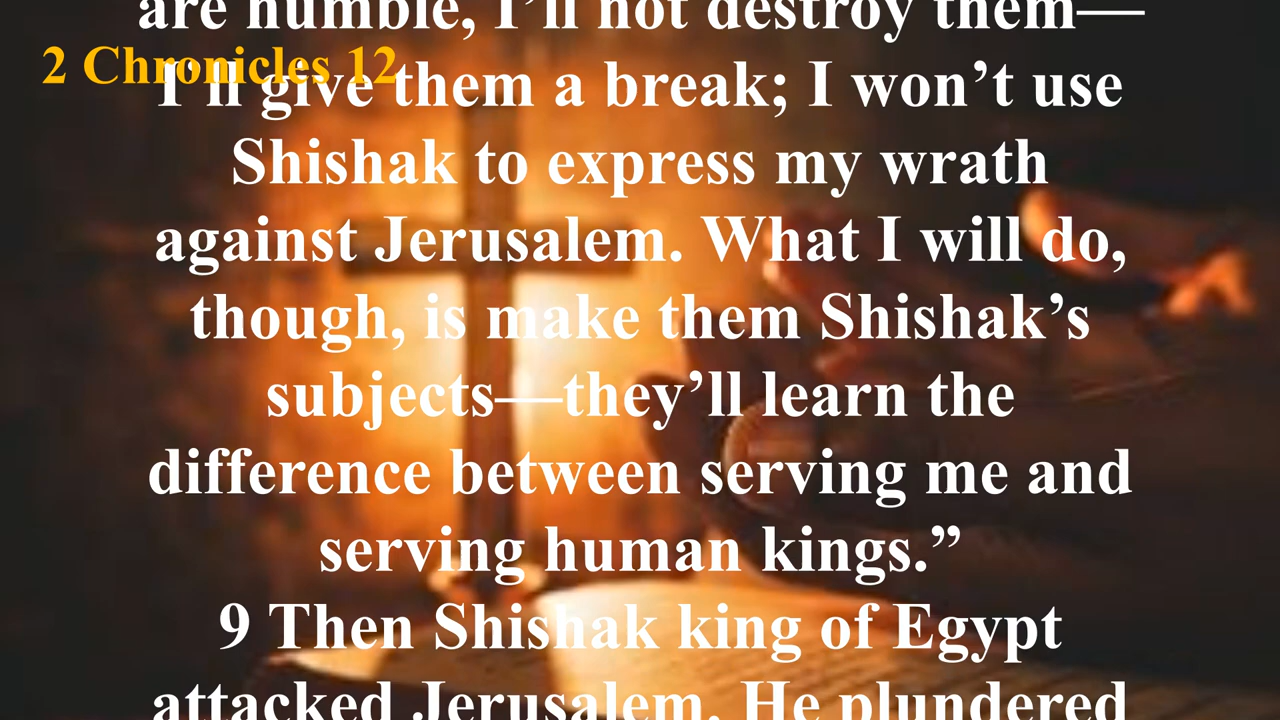 are humble, I’ll not destroy them—
2 Chronicles 12
I’ll give them a break; I won’t use
Shishak to express my wrath
against Jerusalem. What I will do,
though, is make them Shishak’s
subjects—they’ll learn the
difference between serving me and
serving human kings.”
9 Then Shishak king of Egypt
attacked Jerusalem. He plundered